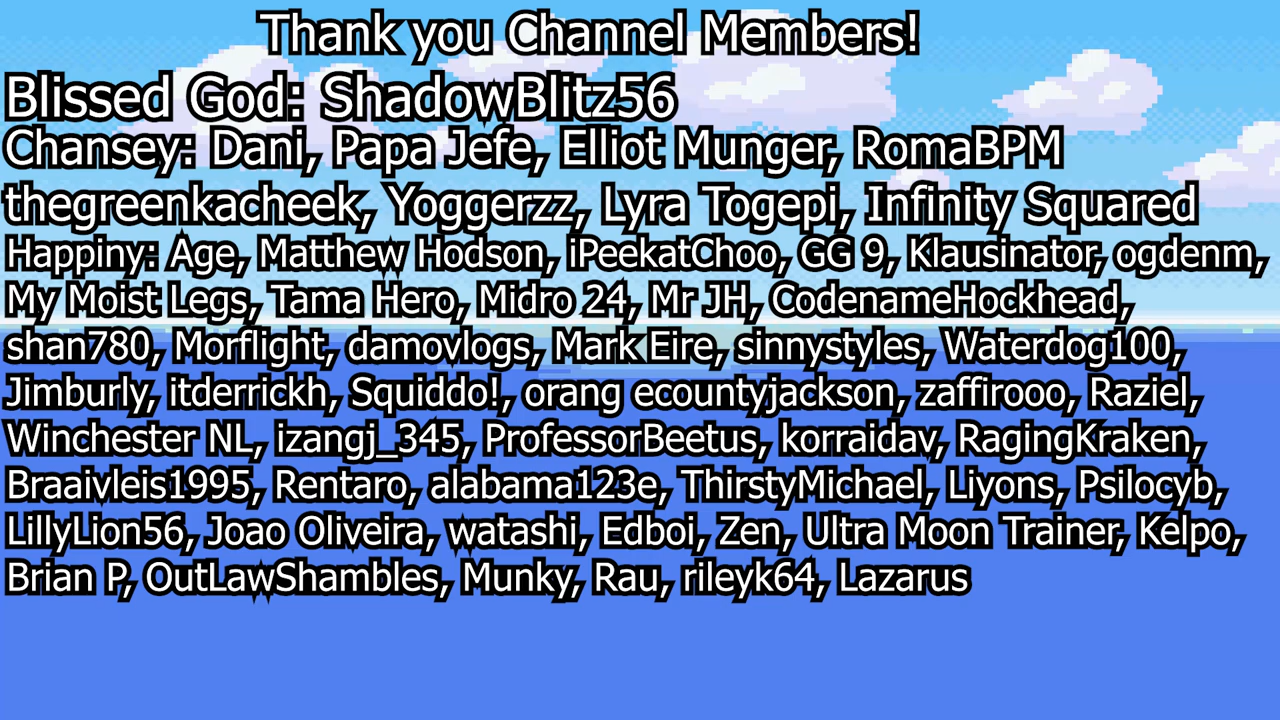 Thank you Channel Members!
Blissed God: ShadowBlitz56
Chansey: Dani, Papa Jefe, Elliot Munger, RomaBPM
thegreenkacheek, Yoggerzz, Lyra Togepi, Infinity Squared
Happiny: Age, Matthew Hodson, iPeekatChoo, GG 9, Klausinator, ogdenm,
My Moist Legs, Tama Hero, Midro 24, Mr JH, CodenameHockhead,
shan780, Morflight, damovlogs, Mark Eire, sinnystyles, Waterdog100,
Jimburly, itderrickh, Squiddo!, orang ecountyjackson, zaffirooo, Raziel,
Winchester NL, izangj_345, ProfessorBeetus, korraidav, RagingKraken,
Braaivleis1995, Rentaro, alabama123e, ThirstyMichael, Liyons, Psilocyb,
LillyLion56, Joao Oliveira, watashi, Edboi, Zen, Ultra Moon Trainer, Kelpo,
Brian P, OutLawShambles, Munky, Rau, rileyk64, Lazarus